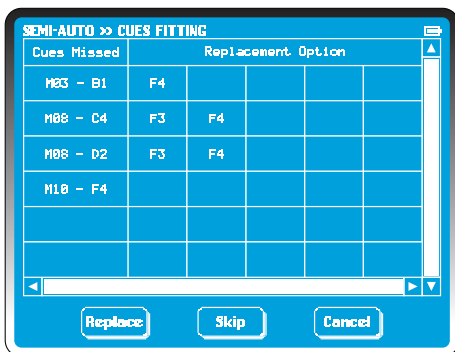 SEMI-AUTO >> CUES FITTING
Cues Missed Replacement Option
M03 - B1 F4
M08 - C4 F3 F4
M08 - D2 F3 F4
M10 - F4
Replace Skip Cancel